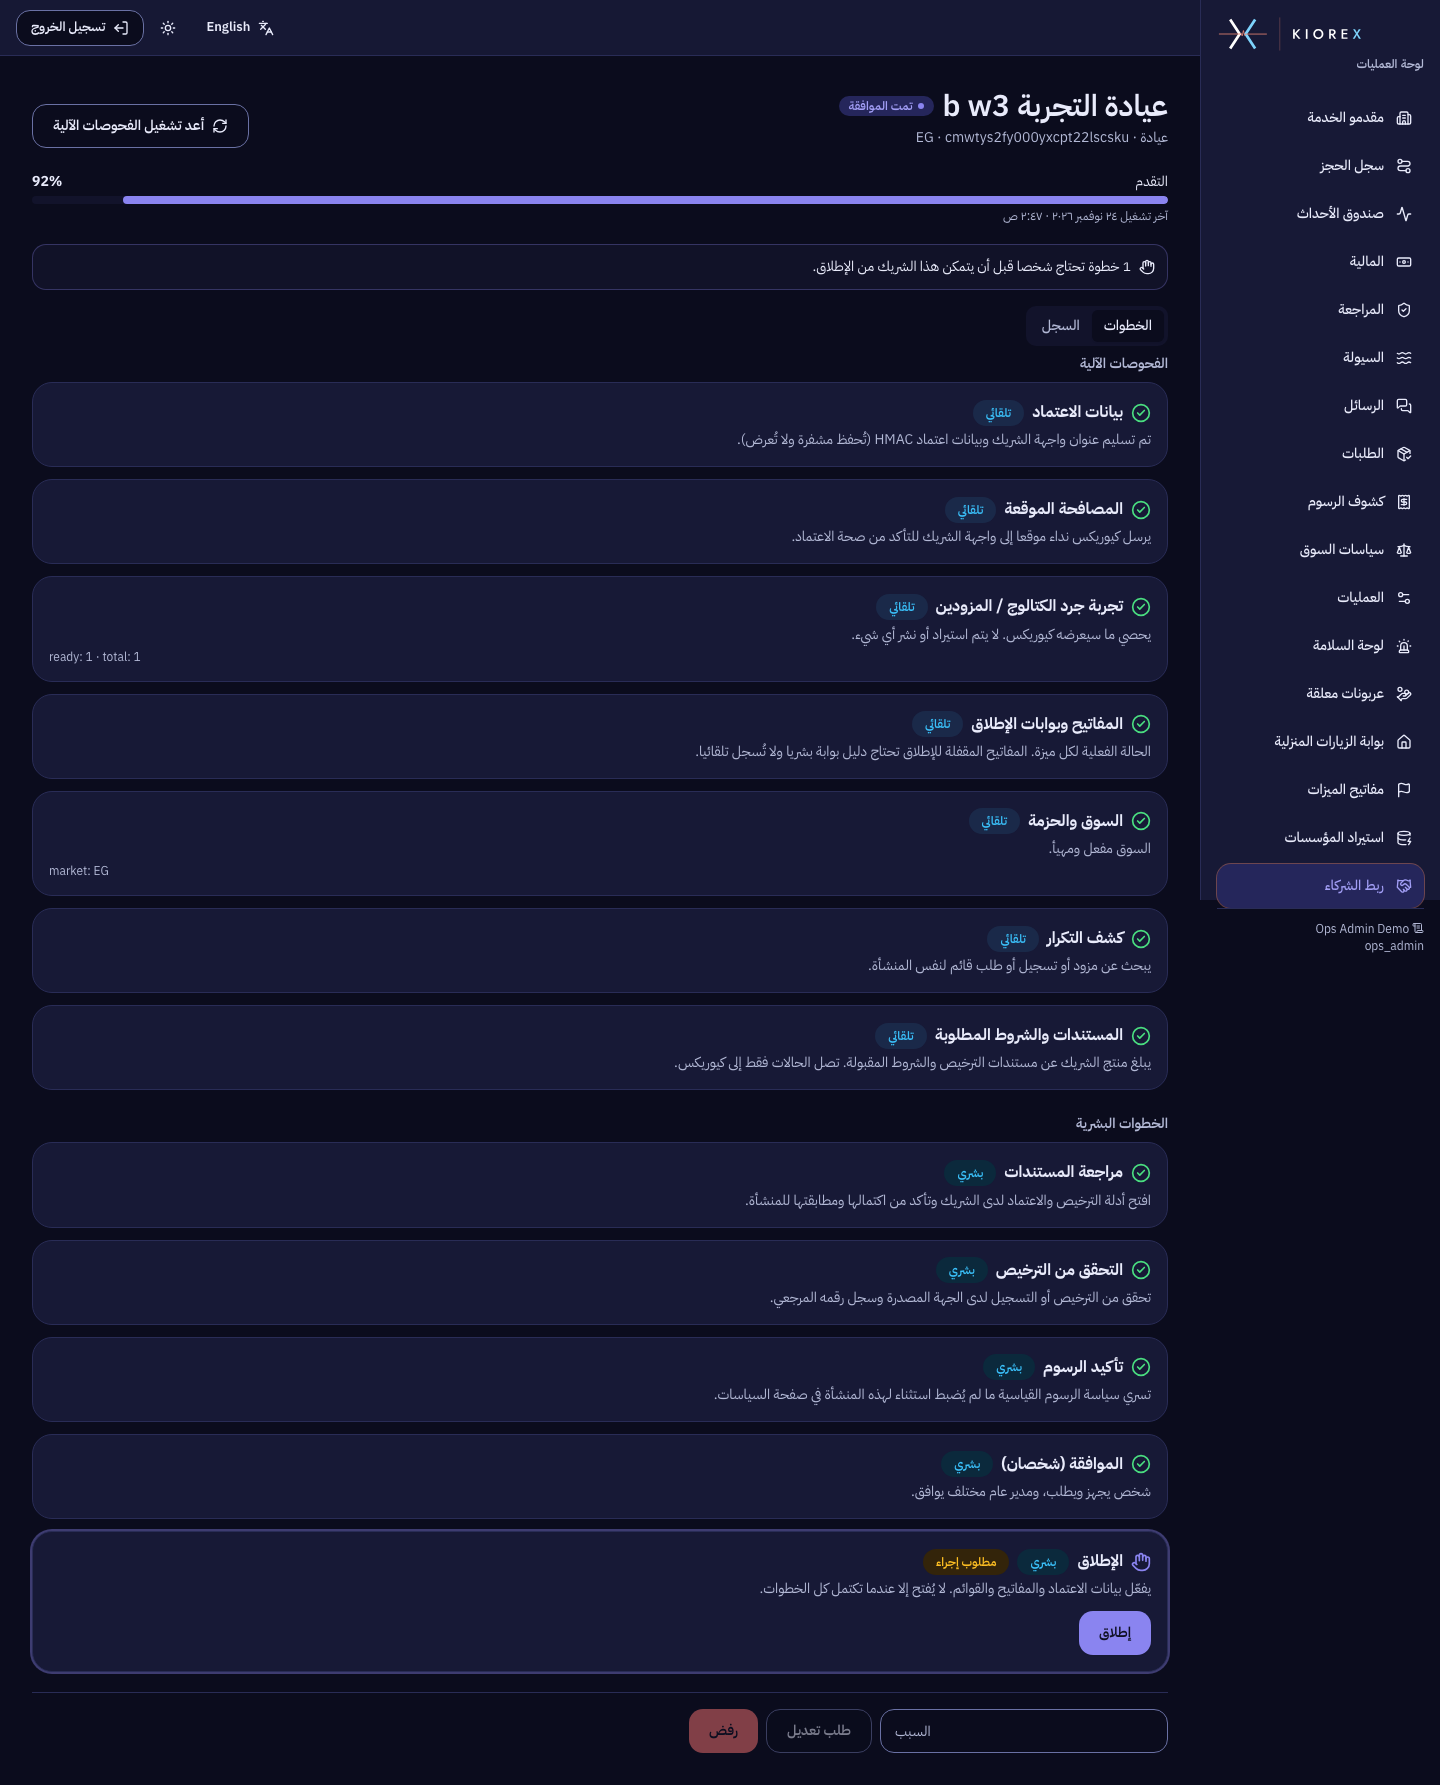 KIOREX
لوحة العمليات
مقدمو الخدمة
سجل الحجز
صندوق الأحداث
المالية
المراجعة
السيولة
الرسائل
الطلبات
كشوف الرسوم
سياسات السوق
العمليات
لوحة السلامة
عربونات معلقة
بوابة الزيارات المنزلية
مفاتيح الميزات
استيراد المؤسسات
ربط الشركاء
Ops Admin Demo
ops_admin
English
تسجيل الخروج
عيادة التجربة b w3
تمت الموافقة
عيادة · EG · cmwtys2fy000yxcpt22lscsku
أعد تشغيل الفحوصات الآلية
التقدم
92%
آخر تشغيل ٢٤ نوفمبر ٢٠٢٦ · ٢:٤٧ ص
1 خطوة تحتاج شخصا قبل أن يتمكن هذا الشريك من الإطلاق.
الخطوات
السجل
الفحوصات الآلية
بيانات الاعتماد تلقائي
تم تسليم عنوان واجهة الشريك وبيانات اعتماد HMAC (تُحفظ مشفرة ولا تُعرض).
المصافحة الموقعة تلقائي
يرسل كيوريكس نداء موقعا إلى واجهة الشريك للتأكد من صحة الاعتماد.
تجربة جرد الكتالوج / المزودين تلقائي
يحصي ما سيعرضه كيوريكس. لا يتم استيراد أو نشر أي شيء.
ready: 1 · total: 1
المفاتيح وبوابات الإطلاق تلقائي
الحالة الفعلية لكل ميزة. المفاتيح المقفلة للإطلاق تحتاج دليل بوابة بشريا ولا تُسجل تلقائيا.
السوق والحزمة تلقائي
السوق مفعل ومهيأ.
market: EG
كشف التكرار تلقائي
يبحث عن مزود أو تسجيل أو طلب قائم لنفس المنشأة.
المستندات والشروط المطلوبة تلقائي
يبلغ منتج الشريك عن مستندات الترخيص والشروط المقبولة. تصل الحالات فقط إلى كيوريكس.
الخطوات البشرية
مراجعة المستندات بشري
افتح أدلة الترخيص والاعتماد لدى الشريك وتأكد من اكتمالها ومطابقتها للمنشأة.
التحقق من الترخيص بشري
تحقق من الترخيص أو التسجيل لدى الجهة المصدرة وسجل رقمه المرجعي.
تأكيد الرسوم بشري
تسري سياسة الرسوم القياسية ما لم يُضبط استثناء لهذه المنشأة في صفحة السياسات.
الموافقة (شخصان) بشري
شخص يجهز ويطلب، ومدير عام مختلف يوافق.
الإطلاق بشري مطلوب إجراء
يفعّل بيانات الاعتماد والمفاتيح والقوائم. لا يُفتح إلا عندما تكتمل كل الخطوات.
إطلاق
السبب
طلب تعديل
رفض